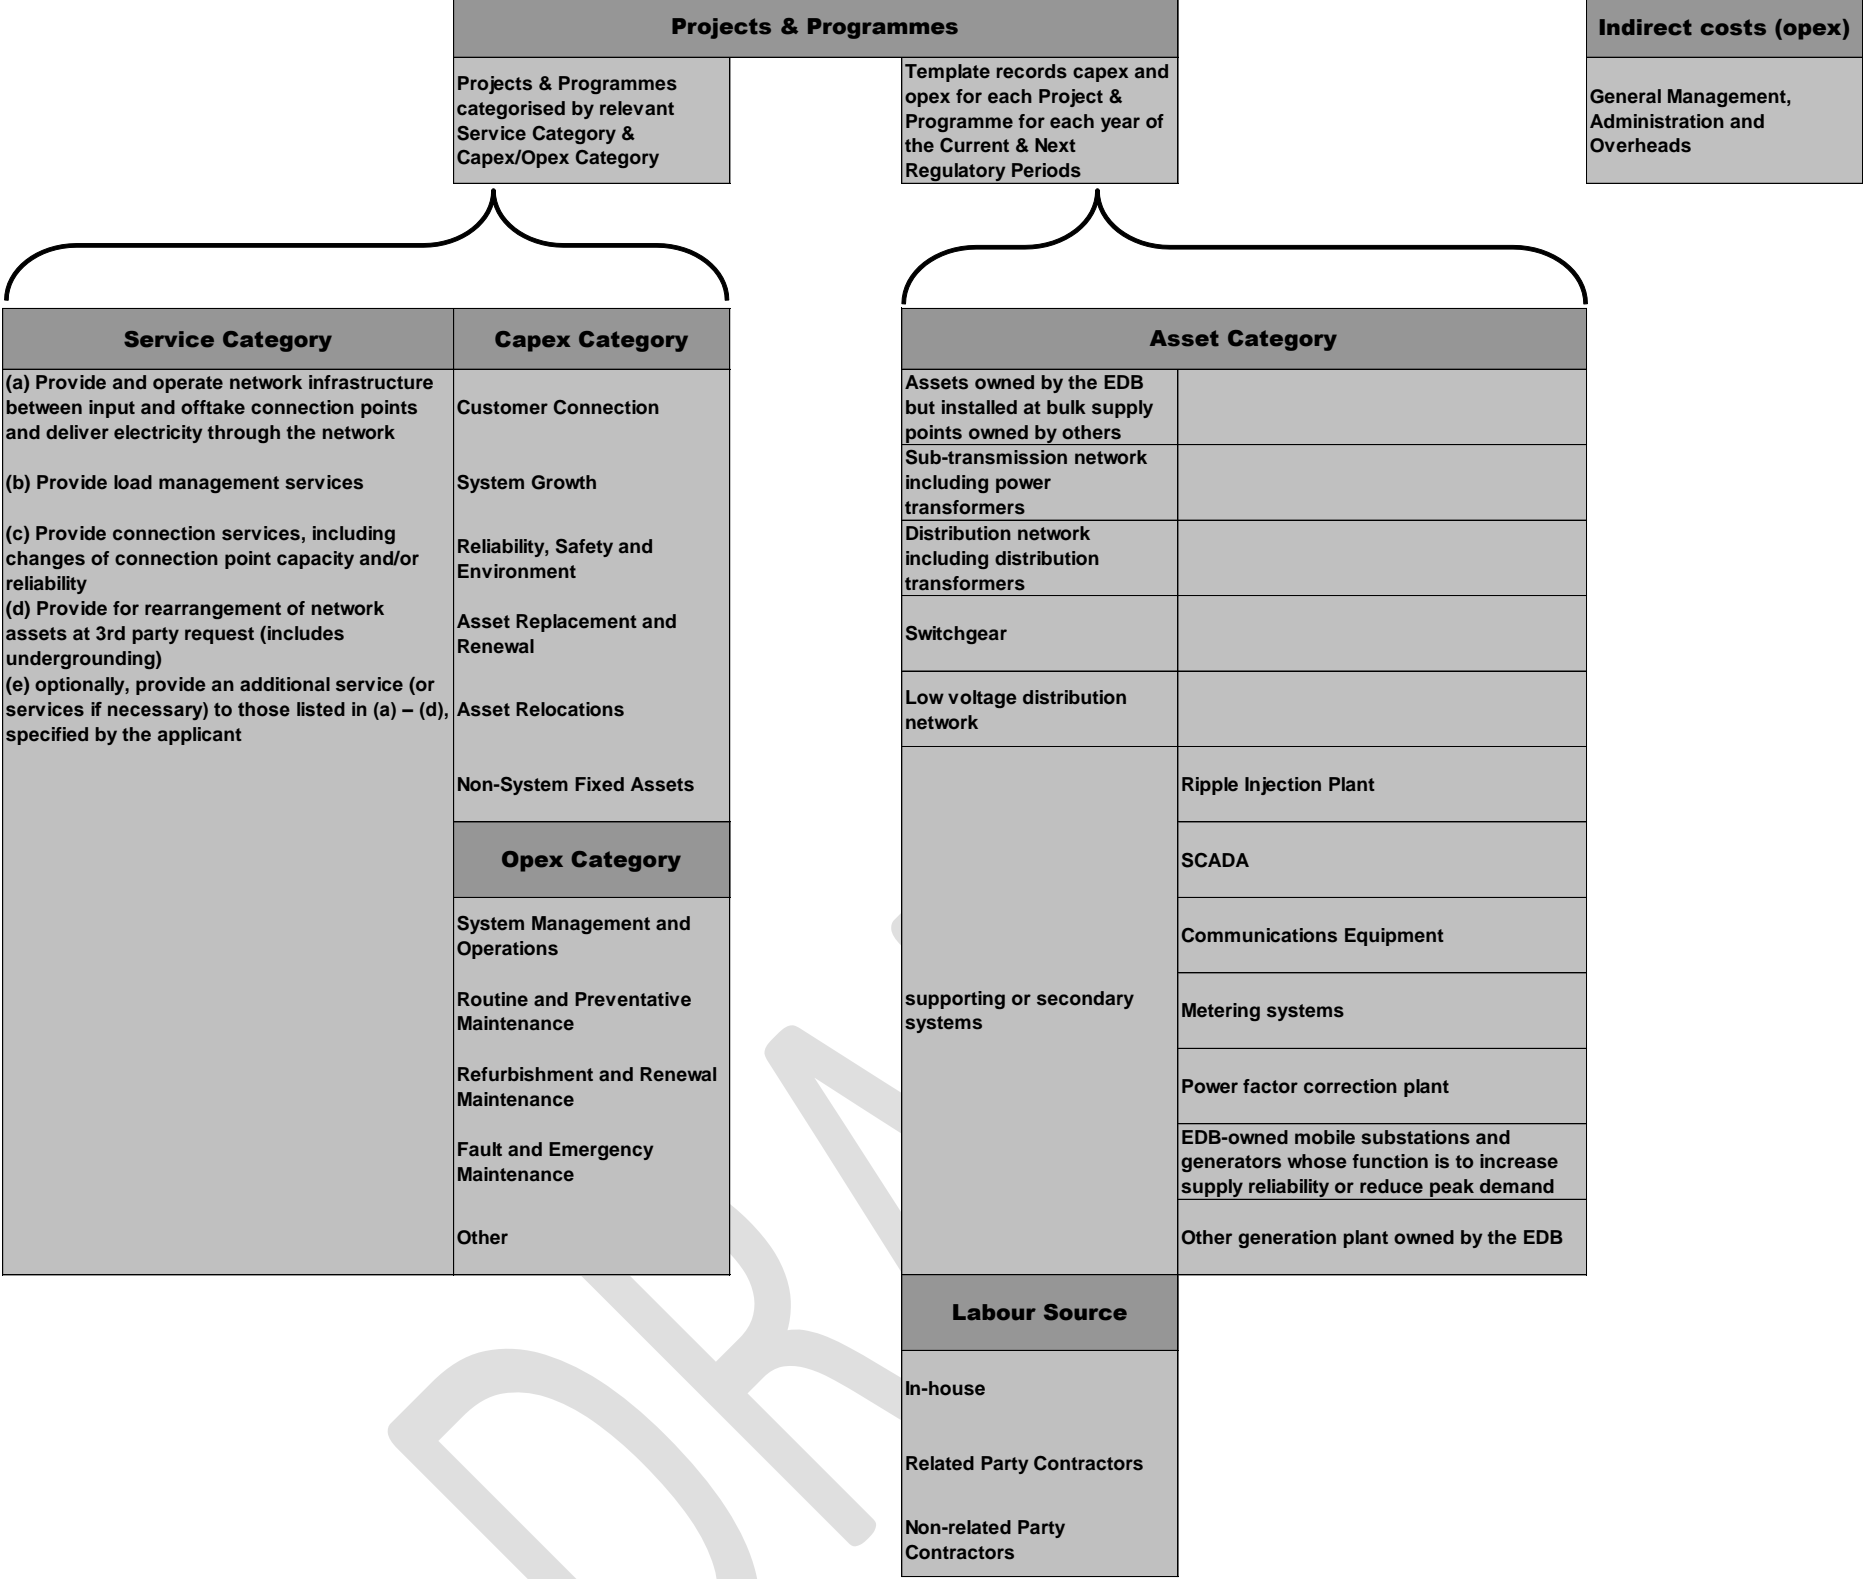 Projects & Programmes
Indirect costs (opex)
Projects & Programmes
categorised by relevant
Service Category &
Capex/Opex Category
Template records capex and
opex for each Project &
Programme for each year of
the Current & Next
Regulatory Periods
General Management,
Administration and
Overheads
Service Category
(a) Provide and operate network infrastructure
between input and offtake connection points
and deliver electricity through the network
(b) Provide load management services
(c) Provide connection services, including
changes of connection point capacity and/or
reliability
(d) Provide for rearrangement of network
assets at 3rd party request (includes
undergrounding)
(e) optionally, provide an additional service (or
services if necessary) to those listed in (a) – (d),
specified by the applicant
Capex Category
Customer Connection
System Growth
Reliability, Safety and
Environment
Asset Replacement and
Renewal
Asset Relocations
Non-System Fixed Assets
Opex Category
System Management and
Operations
Routine and Preventative
Maintenance
Refurbishment and Renewal
Maintenance
Fault and Emergency
Maintenance
Other
Asset Category
Assets owned by the EDB
but installed at bulk supply
points owned by others
Sub-transmission network
including power
transformers
Distribution network
including distribution
transformers
Switchgear
Low voltage distribution
network
supporting or secondary
systems
Ripple Injection Plant
SCADA
Communications Equipment
Metering systems
Power factor correction plant
EDB-owned mobile substations and
generators whose function is to increase
supply reliability or reduce peak demand
Other generation plant owned by the EDB
Labour Source
In-house
Related Party Contractors
Non-related Party
Contractors